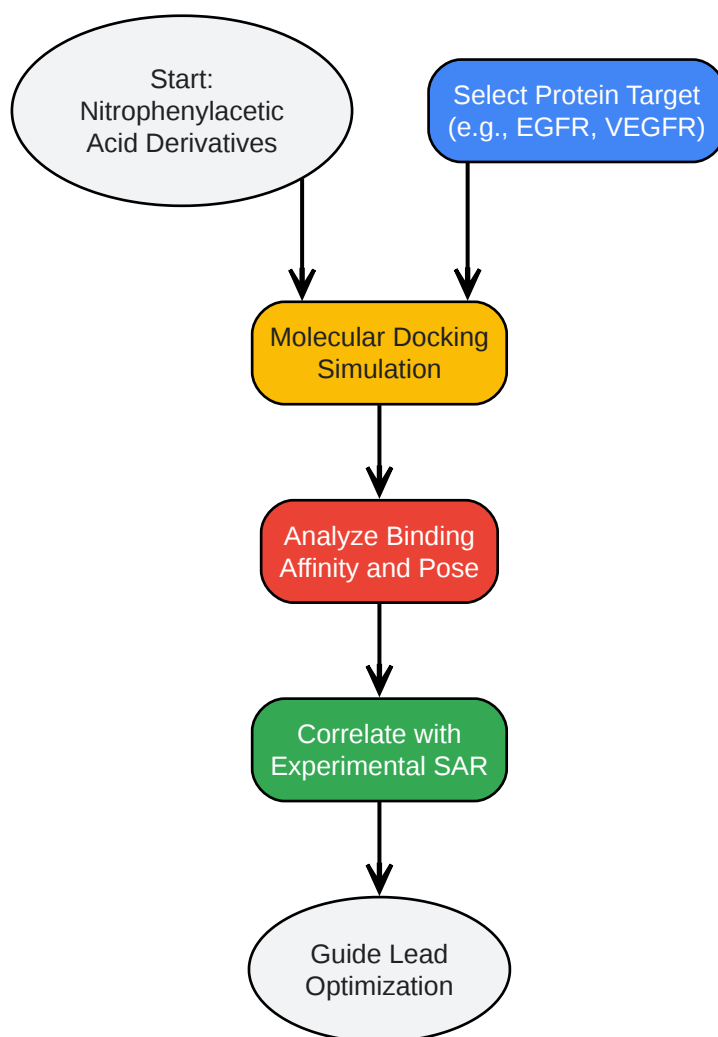 Start:
Nitrophenylacetic
Acid Derivatives
Select Protein Target
(e.g., EGFR, VEGFR)
Molecular Docking
Simulation
Analyze Binding
Affinity and Pose
Correlate with
Experimental SAR
Guide Lead
Optimization